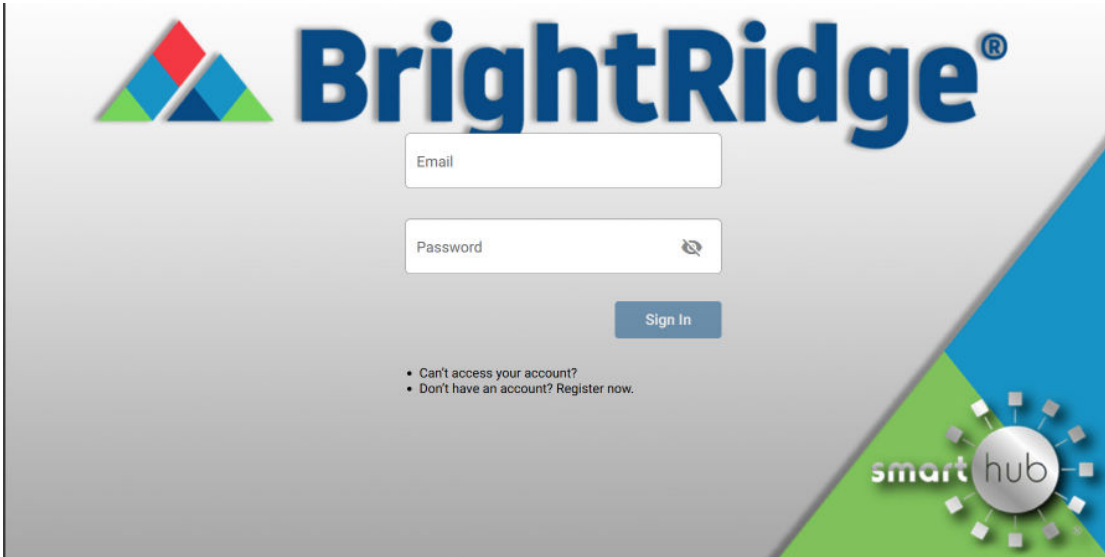 BrightRidge®
Email
Password
Sign In
• Can't access your account?
• Don't have an account? Register now.
smart hub